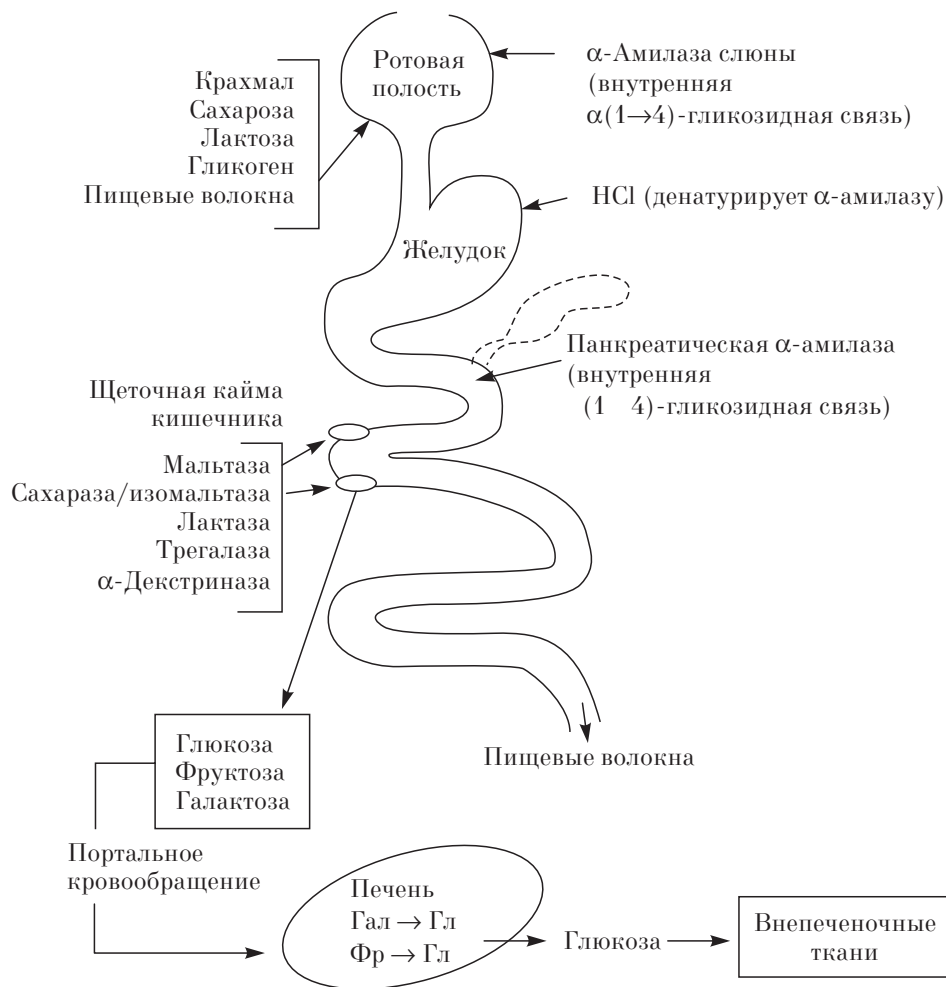 Ротовая
полость
α-Амилаза слюны
(внутренняя
α(1→4)-гликозидная связь)
Крахмал
Сахароза
Лактоза
Гликоген
Пищевые волокна
HCl (денатурирует α-амилазу)
Желудок
Панкреатическая α-амилаза
(внутренняя
(1 4)-гликозидная связь)
Щеточная кайма
кишечника
Мальтаза
Сахараза/изомальтаза
Лактаза
Трегалаза
α-Декстриназа
Глюкоза
Фруктоза
Галактоза
Пищевые волокна
Портальное
кровообращение
Печень
Гал → Гл
Фр → Гл
Глюкоза
Внепеченочные
ткани